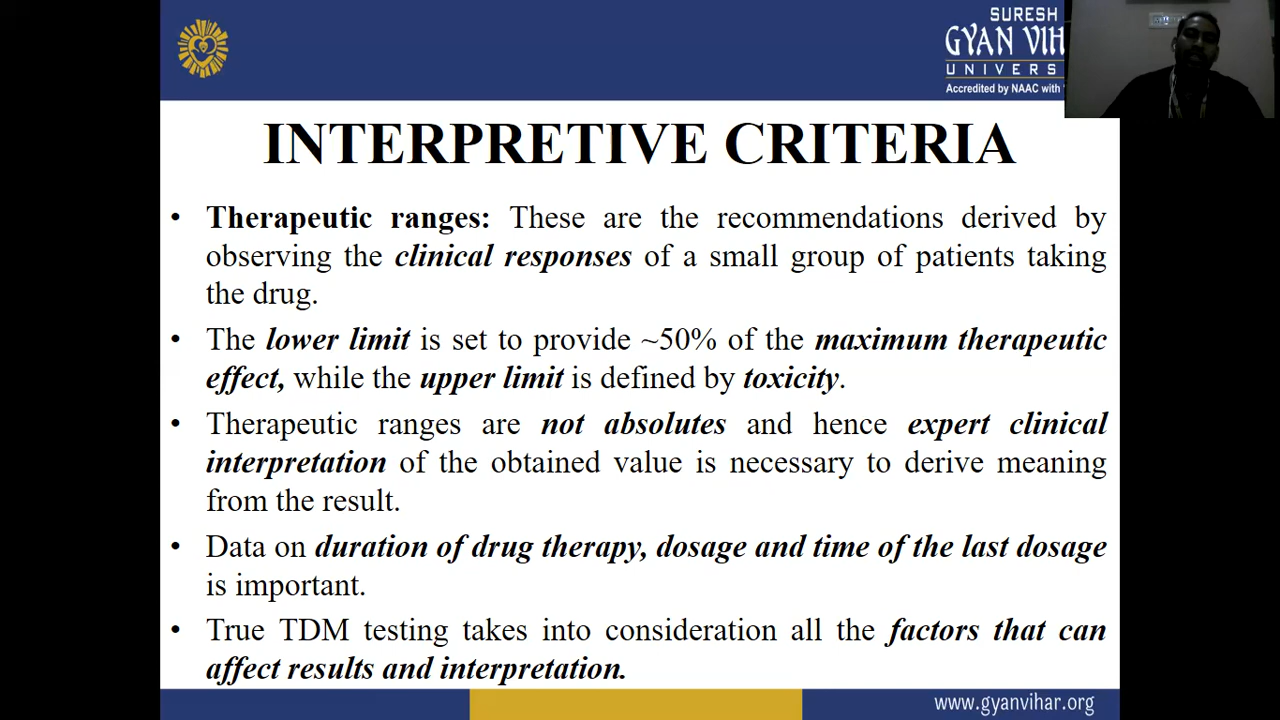 SURESH
GYAN VIH
UNIVERS
Accredited by NAAC with
INTERPRETIVE CRITERIA
• Therapeutic ranges: These are the recommendations derived by
observing the clinical responses of a small group of patients taking
the drug.
• The lower limit is set to provide ~50% of the maximum therapeutic
effect, while the upper limit is defined by toxicity.
• Therapeutic ranges are not absolutes and hence expert clinical
interpretation of the obtained value is necessary to derive meaning
from the result.
• Data on duration of drug therapy, dosage and time of the last dosage
is important.
• True TDM testing takes into consideration all the factors that can
affect results and interpretation.
www.gyanvihar.org